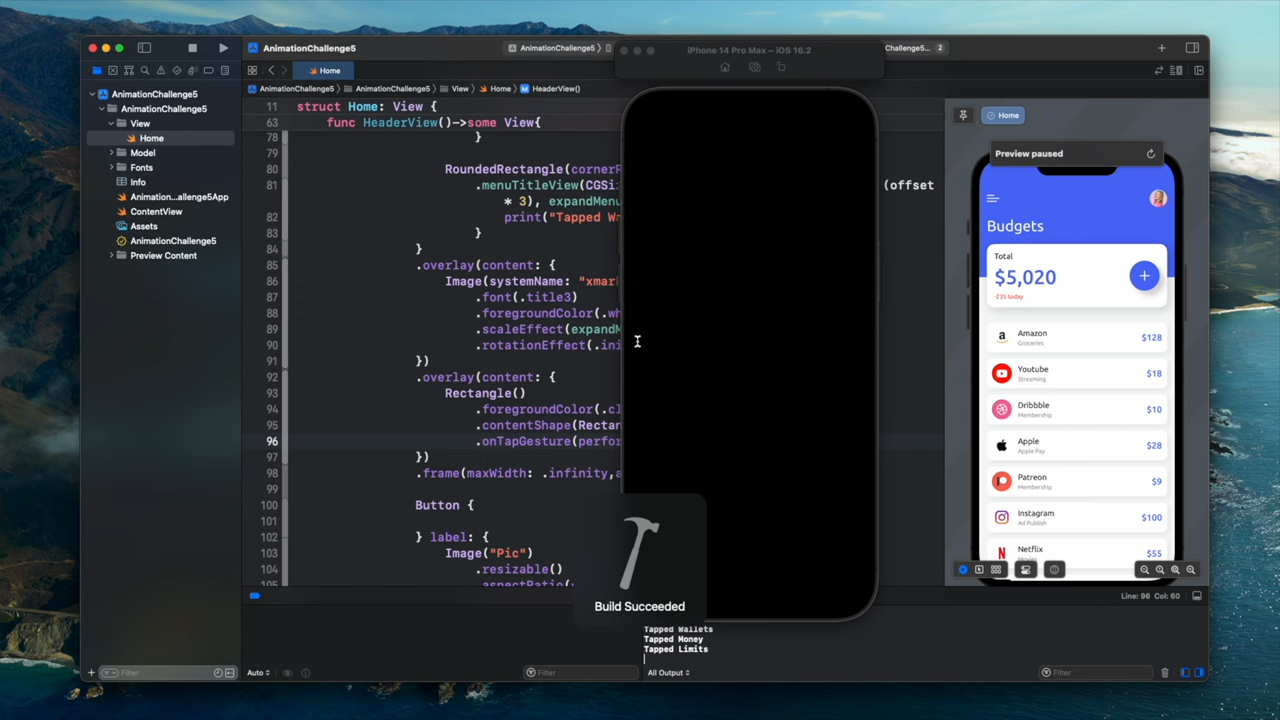 AnimationChallenge5
AnimationChallenge5
iPhone 14 Pro Max – iOS 16.2
Challenge5...
2
Home
AnimationChallenge5
AnimationChallenge5
View
Home
Model
Fonts
Info
Animation...allenge5App
ContentView
Assets
AnimationChallenge5
Preview Content
AnimationChallenge5
AnimationChallenge5
View
Home
HeaderView()
11 struct Home: View {
63 func HeaderView()->some View{
78 }
79
80 RoundedRectangle(cornerR
81 .menuTitleView(CGSi (offset
* 3), expandMenu
82 print("Tapped Wa
83 }
84 }
85 .overlay(content: {
86 Image(systemName: "xmar
87 .font(.title3)
88 .foregroundColor(.wh
89 .scaleEffect(expandM
90 .rotationEffect(.ini
91 })
92 .overlay(content: {
93 Rectangle()
94 .foregroundColor(.cl
95 .contentShape(Rectan
96 .onTapGesture(perfor
97 })
98 .frame(maxWidth: .infinity,a
99
100 Button {
101
102 } label: {
103 Image("Pic")
104 .resizable()
105 .aspectRatio(
Build Succeeded
Home
Preview paused
Budgets
Total
$5,020
-235 today
Amazon
Groceries
$128
Youtube
Streaming
$18
Dribbble
Membership
$10
Apple
Apple Pay
$28
Patreon
Membership
$9
Instagram
Ad Publish
$100
Netflix
$55
Line: 96 Col: 60
Tapped Wallets
Tapped Money
Tapped Limits
Filter
Auto
Filter
All Output
Filter